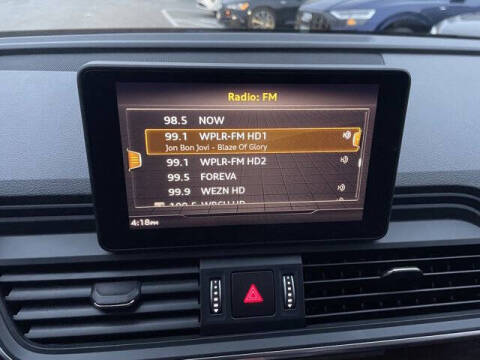 Radio: FM
98.5 NOW
99.1 WPLR-FM HD1
Jon Bon Jovi - Blaze Of Glory
99.1 WPLR-FM HD2
99.5 FOREVA
99.9 WEZN HD
4:18PM